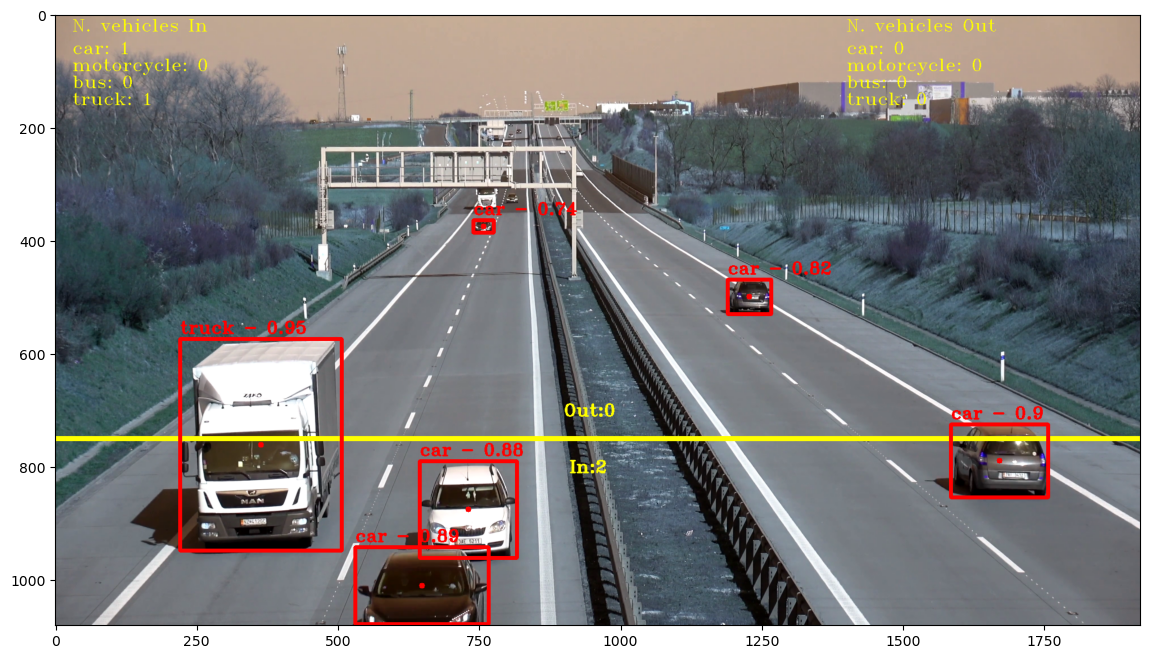 N. vehicles In
car: 1
motorcycle: 0
bus: 0
truck: 1
N. vehicles Out
car: 0
motorcycle: 0
bus: 0
truck: 0
car - 0.74
car - 0.82
truck - 0.95
Out:0
car - 0.9
In:2
car - 0.88
car - 0.89
MAN
0
200
400
600
800
1000
0
250
500
750
1000
1250
1500
1750